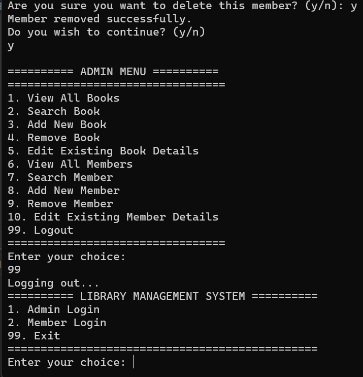 Are you sure you want to delete this member? (y/n): y
Member removed successfully.
Do you wish to continue? (y/n)
y
========== ADMIN MENU ==========
==================================
1. View All Books
2. Search Book
3. Add New Book
4. Remove Book
5. Edit Existing Book Details
6. View All Members
7. Search Member
8. Add New Member
9. Remove Member
10. Edit Existing Member Details
99. Logout
==================================
Enter your choice:
99
Logging out...
========== LIBRARY MANAGEMENT SYSTEM ==========
1. Admin Login
2. Member Login
99. Exit
================================================
Enter your choice: